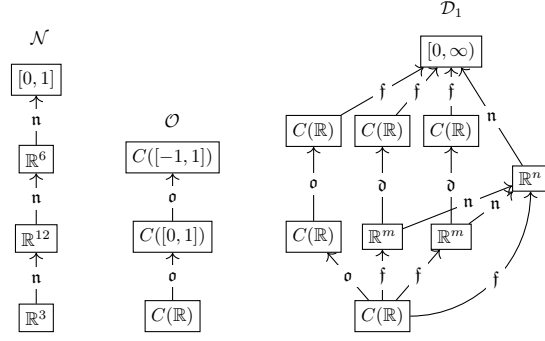 𝒩
[0, 1]
𝔫
ℝ⁶
𝔫
ℝ¹²
𝔫
ℝ³
𝒪
C([−1, 1])
𝔬
C([0, 1])
𝔬
C(ℝ)
𝒟₁
[0, ∞)
𝔣 𝔣 𝔣 𝔫
C(ℝ) C(ℝ) C(ℝ)
ℝⁿ
𝔬 𝔡 𝔡 𝔫 𝔫
C(ℝ) ℝᵐ ℝᵐ
𝔬 𝔣 𝔣 𝔣
C(ℝ)